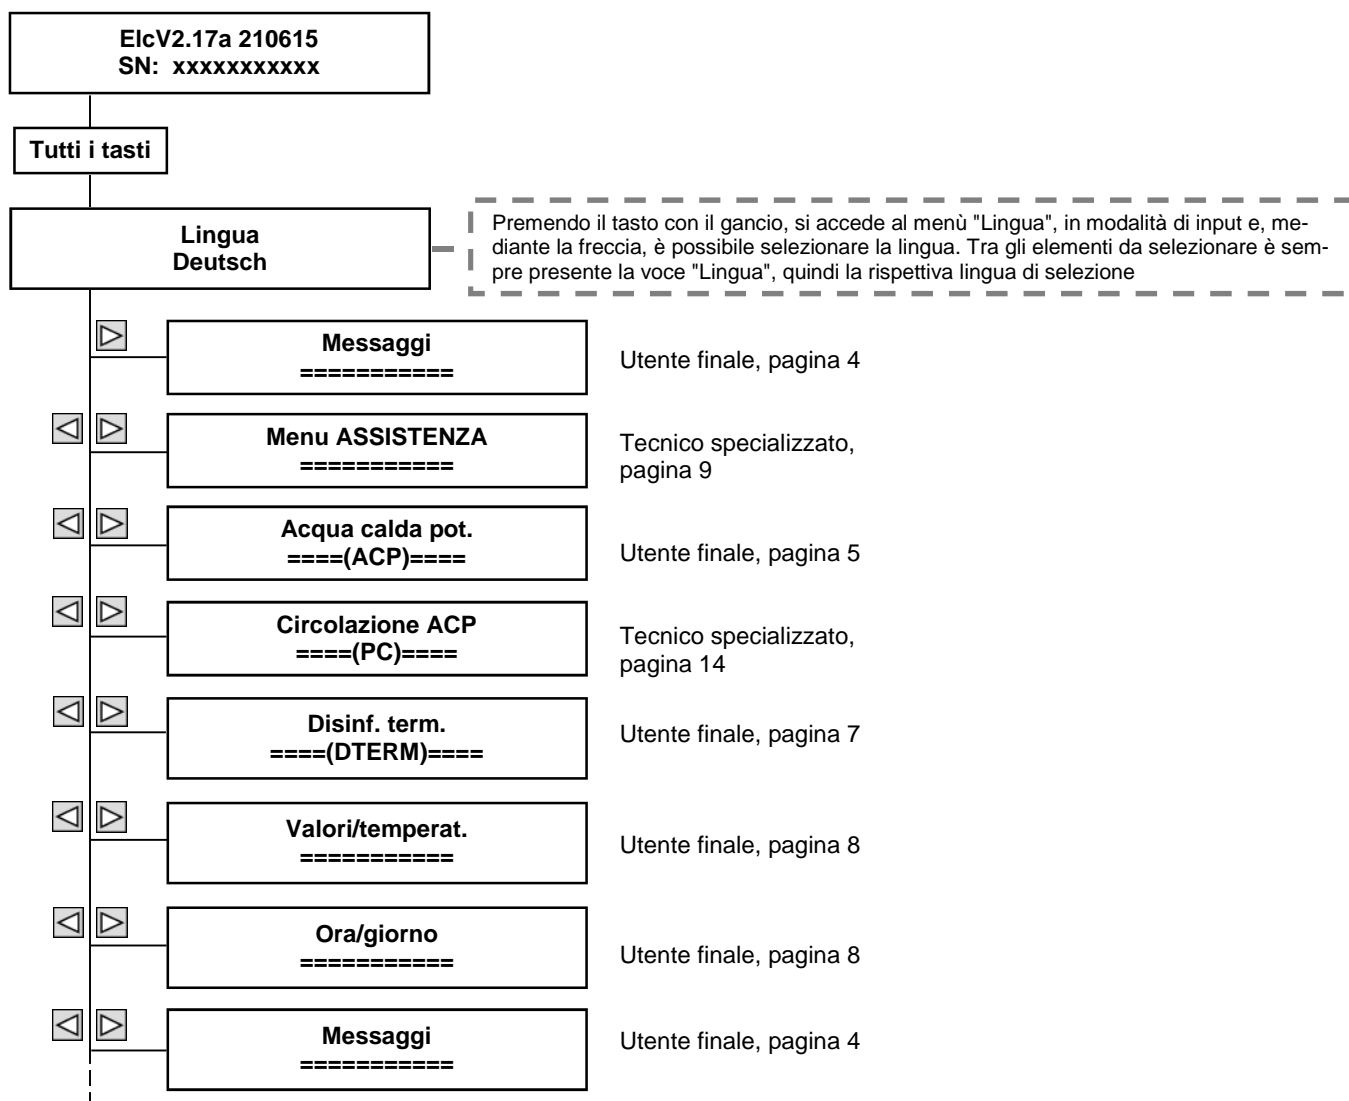 ElcV2.17a 210615
SN: xxxxxxxxxxx
Tutti i tasti
Lingua
Deutsch
Premendo il tasto con il gancio, si accede al menù "Lingua", in modalità di input e, me-
diante la freccia, è possibile selezionare la lingua. Tra gli elementi da selezionare è sem-
pre presente la voce "Lingua", quindi la rispettiva lingua di selezione
Messaggi
===========
Utente finale, pagina 4
Menu ASSISTENZA
===========
Tecnico specializzato,
pagina 9
Acqua calda pot.
====(ACP)====
Utente finale, pagina 5
Circolazione ACP
====(PC)====
Tecnico specializzato,
pagina 14
Disinf. term.
====(DTERM)====
Utente finale, pagina 7
Valori/temperat.
===========
Utente finale, pagina 8
Ora/giorno
===========
Utente finale, pagina 8
Messaggi
===========
Utente finale, pagina 4